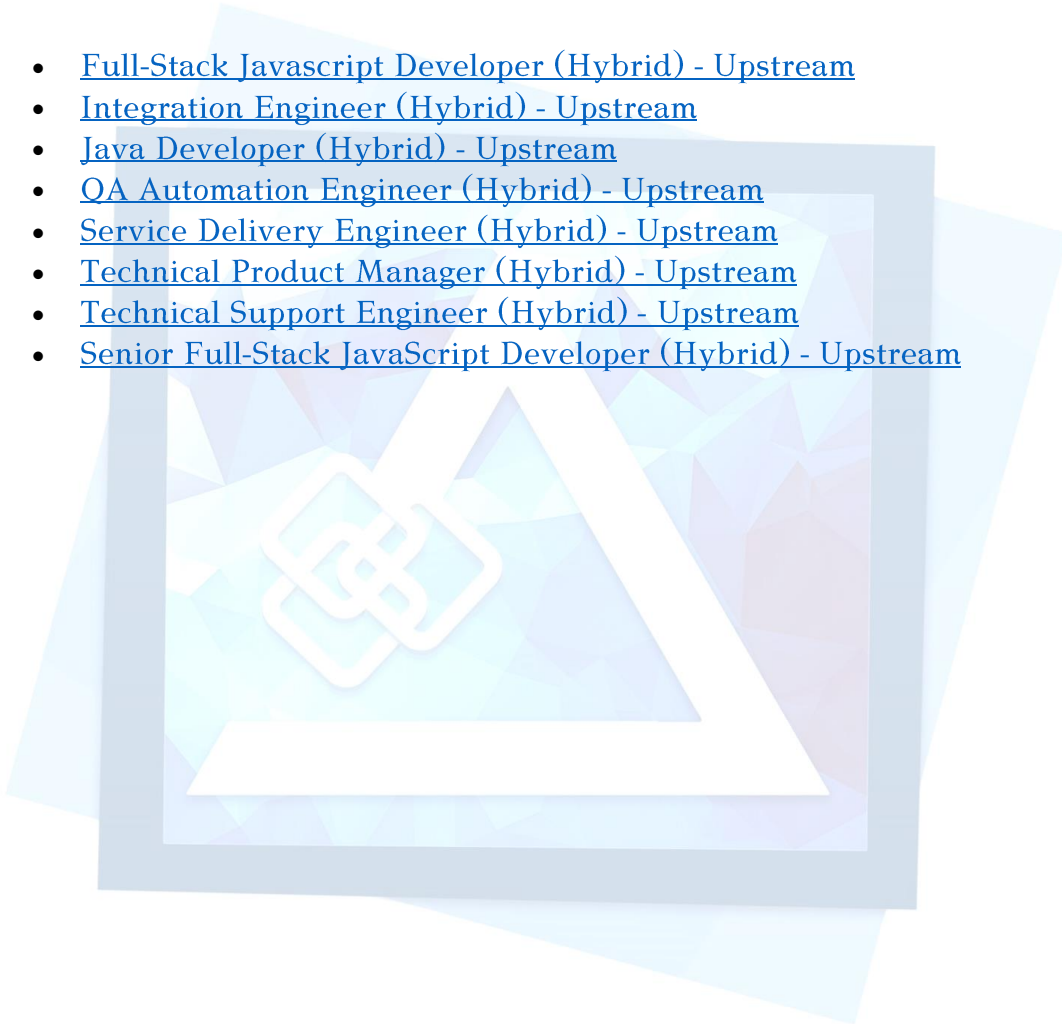 • Full-Stack Javascript Developer (Hybrid) - Upstream
• Integration Engineer (Hybrid) - Upstream
• Java Developer (Hybrid) - Upstream
• QA Automation Engineer (Hybrid) - Upstream
• Service Delivery Engineer (Hybrid) - Upstream
• Technical Product Manager (Hybrid) - Upstream
• Technical Support Engineer (Hybrid) - Upstream
• Senior Full-Stack JavaScript Developer (Hybrid) - Upstream